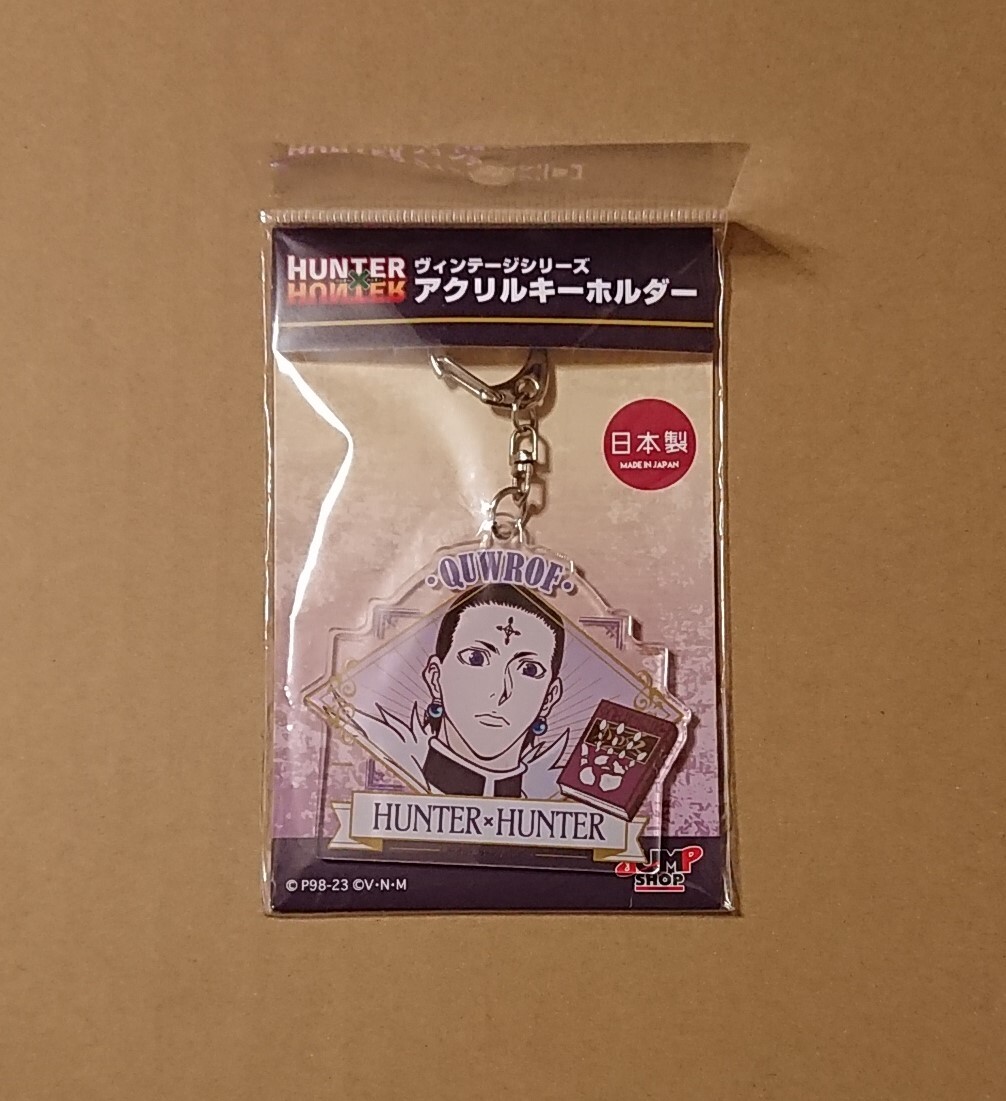 HUNTER×HUNTER
ヴィンテージシリーズ
アクリルキーホルダー
日本製
MADE IN JAPAN
・QUWROF・
HUNTER×HUNTER
JUMP
SHOP
© P98-23 ©V・N・M